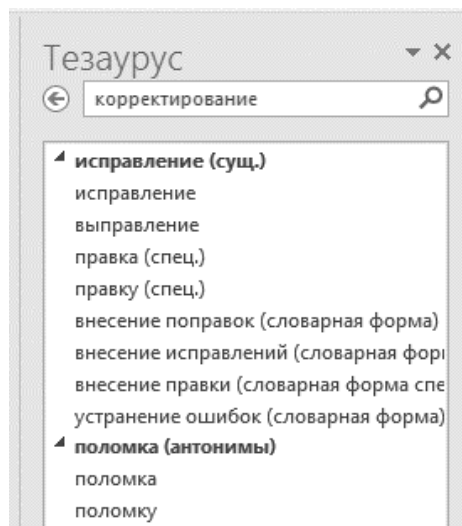 Тезаурус
корректирование
исправление (сущ.)
исправление
выправление
правка (спец.)
правку (спец.)
внесение поправок (словарная форма)
внесение исправлений (словарная фор
внесение правки (словарная форма спе
устранение ошибок (словарная форма)
поломка (антонимы)
поломка
поломку